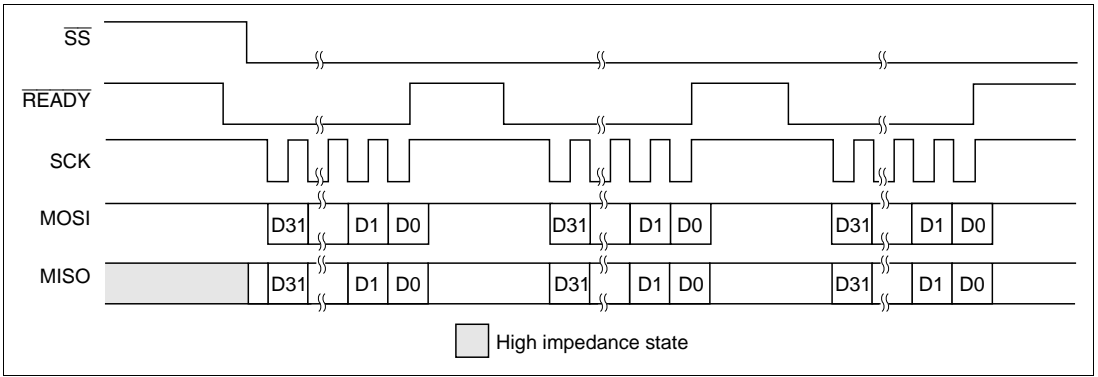 SS
READY
SCK
MOSI D31 D1 D0 D31 D1 D0 D31 D1 D0
MISO D31 D1 D0 D31 D1 D0 D31 D1 D0
High impedance state